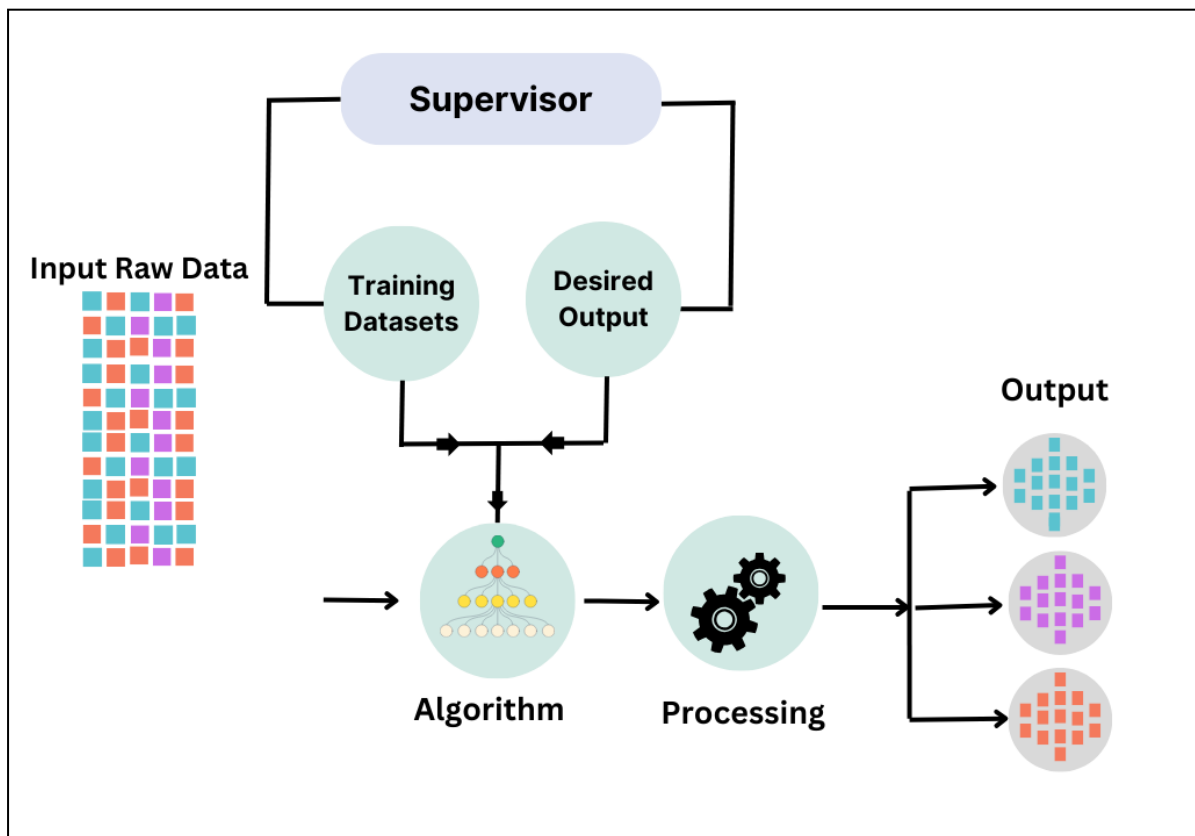 Supervisor
Input Raw Data
Training
Datasets
Desired
Output
Output
Algorithm
Processing